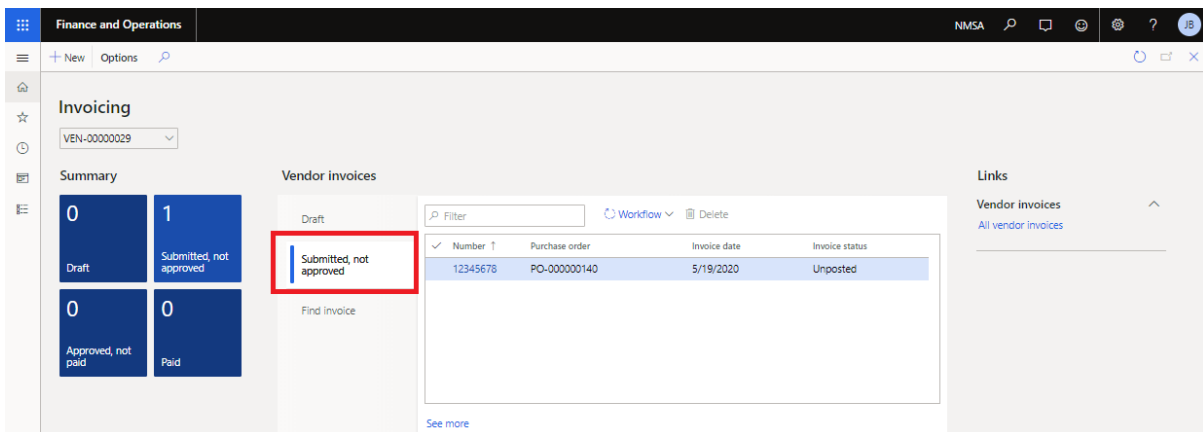 Finance and Operations
NMSA
?
JB
+ New Options
Invoicing
VEN-00000029
Summary
Vendor invoices
Links
0
Draft
1
Submitted, not
approved
0
Approved, not
paid
0
Paid
Draft
Submitted, not
approved
Find invoice
Filter
Workflow
Delete
Number ↑ Purchase order Invoice date Invoice status
12345678 PO-000000140 5/19/2020 Unposted
See more
Vendor invoices
All vendor invoices